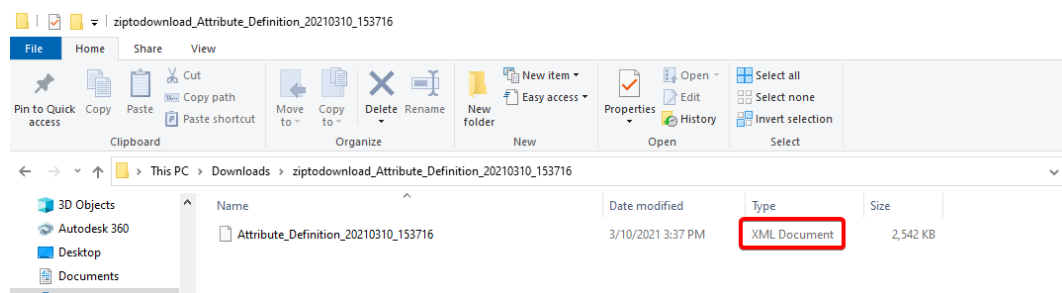 ziptodownload_Attribute_Definition_20210310_153716
File Home Share View
Pin to Quick access
Copy
Paste
Cut
Copy path
Paste shortcut
Clipboard
Move to
Copy to
Delete
Rename
Organize
New folder
New item
Easy access
New
Properties
Open
Edit
History
Open
Select all
Select none
Invert selection
Select
This PC > Downloads > ziptodownload_Attribute_Definition_20210310_153716
3D Objects
Autodesk 360
Desktop
Documents
Name Date modified Type Size
Attribute_Definition_20210310_153716 3/10/2021 3:37 PM XML Document 2,542 KB